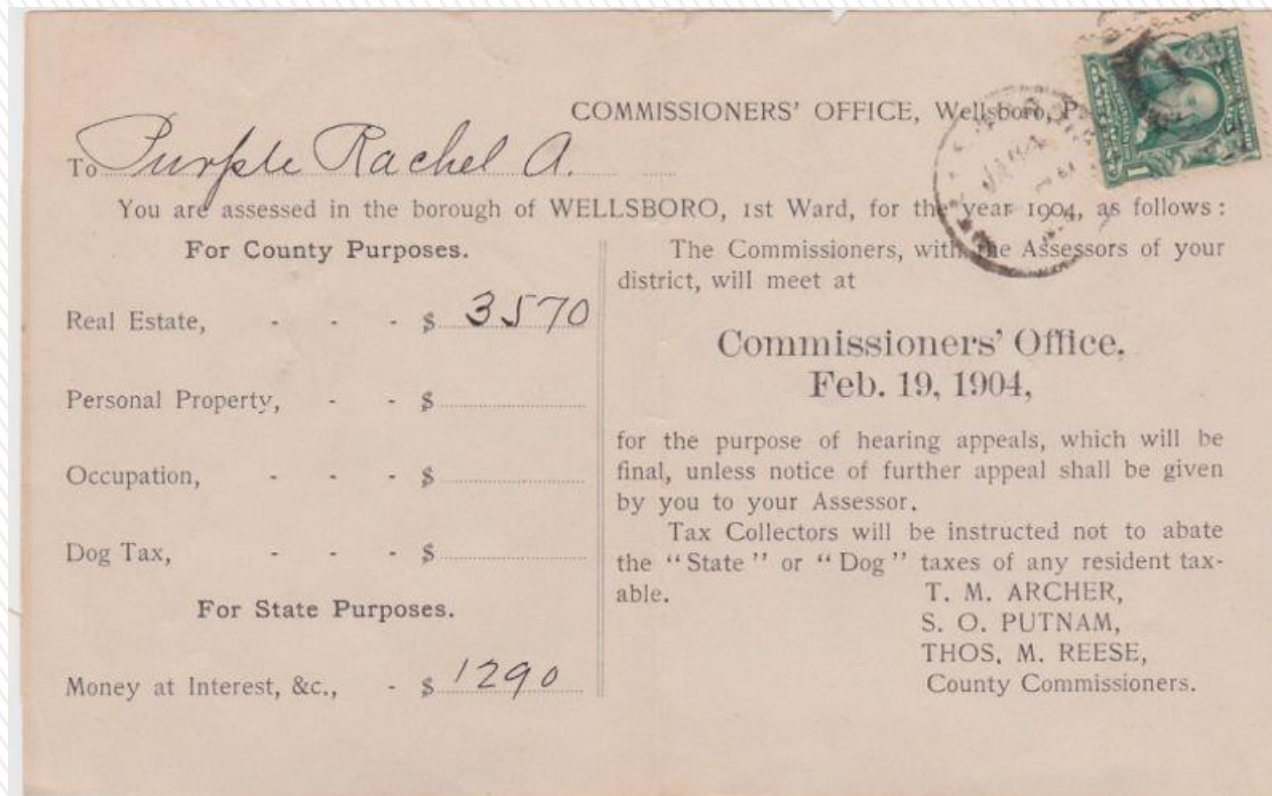 COMMISSIONERS' OFFICE, Wellsboro, P
To Purple Rachel A.
You are assessed in the borough of WELLSBORO, 1st Ward, for the year 1904, as follows :
For County Purposes.
Real Estate, - - - $ 3570
Personal Property, - - $
Occupation, - - - $
Dog Tax, - - - $
For State Purposes.
Money at Interest, &c., - $ 1290
The Commissioners, with the Assessors of your
district, will meet at
Commissioners' Office,
Feb. 19, 1904,
for the purpose of hearing appeals, which will be
final, unless notice of further appeal shall be given
by you to your Assessor.
Tax Collectors will be instructed not to abate
the "State" or "Dog" taxes of any resident tax-
able.
T. M. ARCHER,
S. O. PUTNAM,
THOS. M. REESE,
County Commissioners.
1